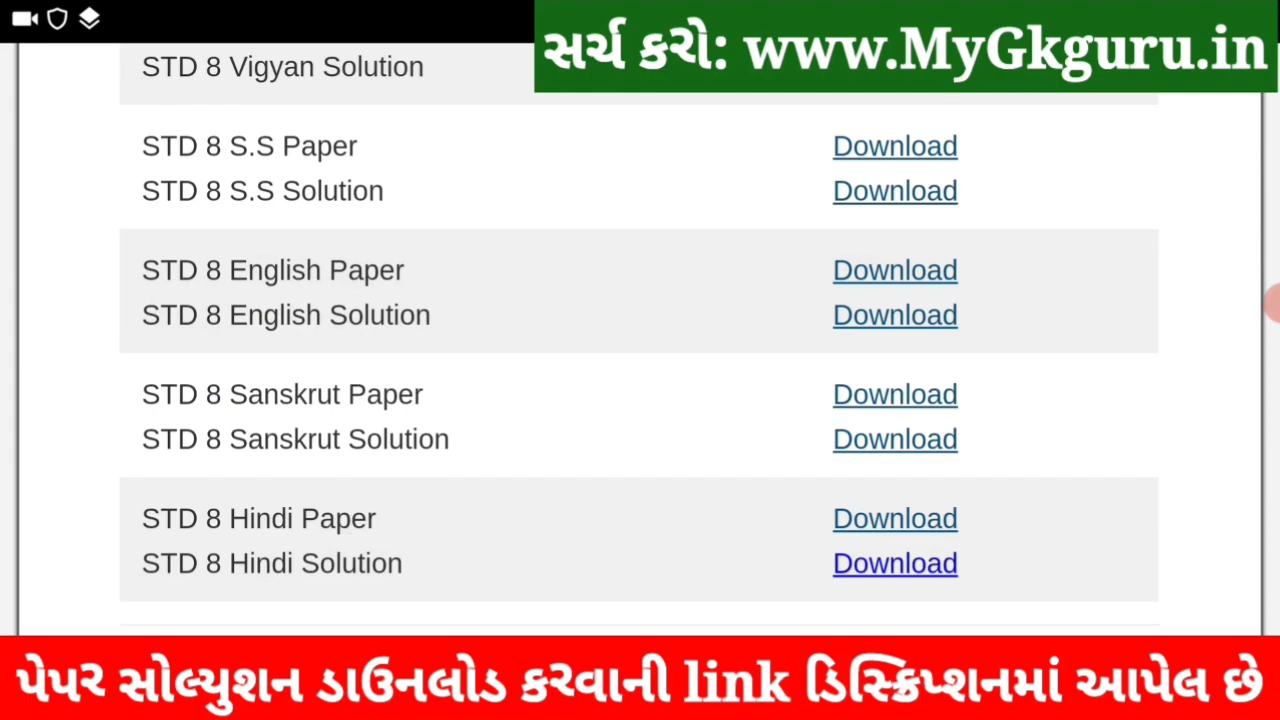 સર્ચ કરો: www.MyGkguru.in
STD 8 Vigyan Solution
STD 8 S.S Paper Download
STD 8 S.S Solution Download
STD 8 English Paper Download
STD 8 English Solution Download
STD 8 Sanskrut Paper Download
STD 8 Sanskrut Solution Download
STD 8 Hindi Paper Download
STD 8 Hindi Solution Download
પેપર સોલ્યુશન ડાઉનલોડ કરવાની link ડિસ્ક્રિપ્શનમાં આપેલ છે